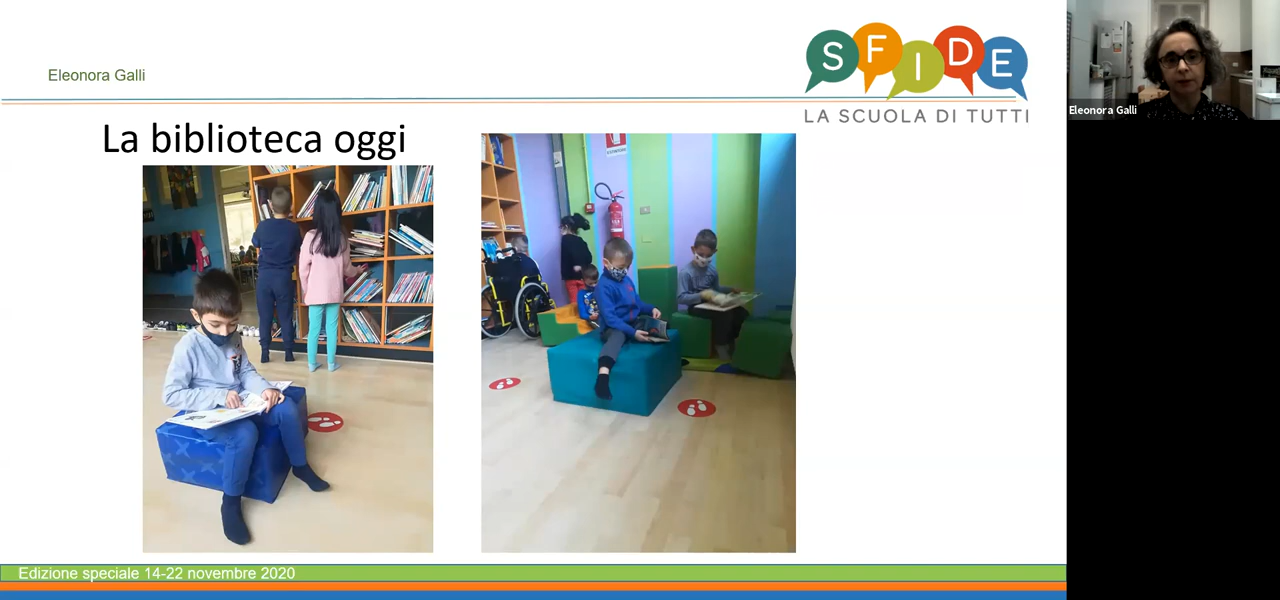 Eleonora Galli
SFIDE
LA SCUOLA DI TUTTI
Eleonora Galli
La biblioteca oggi
Edizione speciale 14-22 novembre 2020